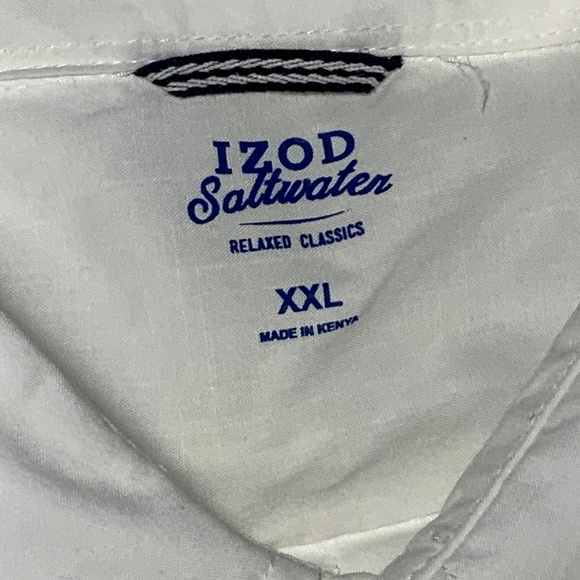 IZOD
Saltwater
RELAXED CLASSICS
XXL
MADE IN KENYA